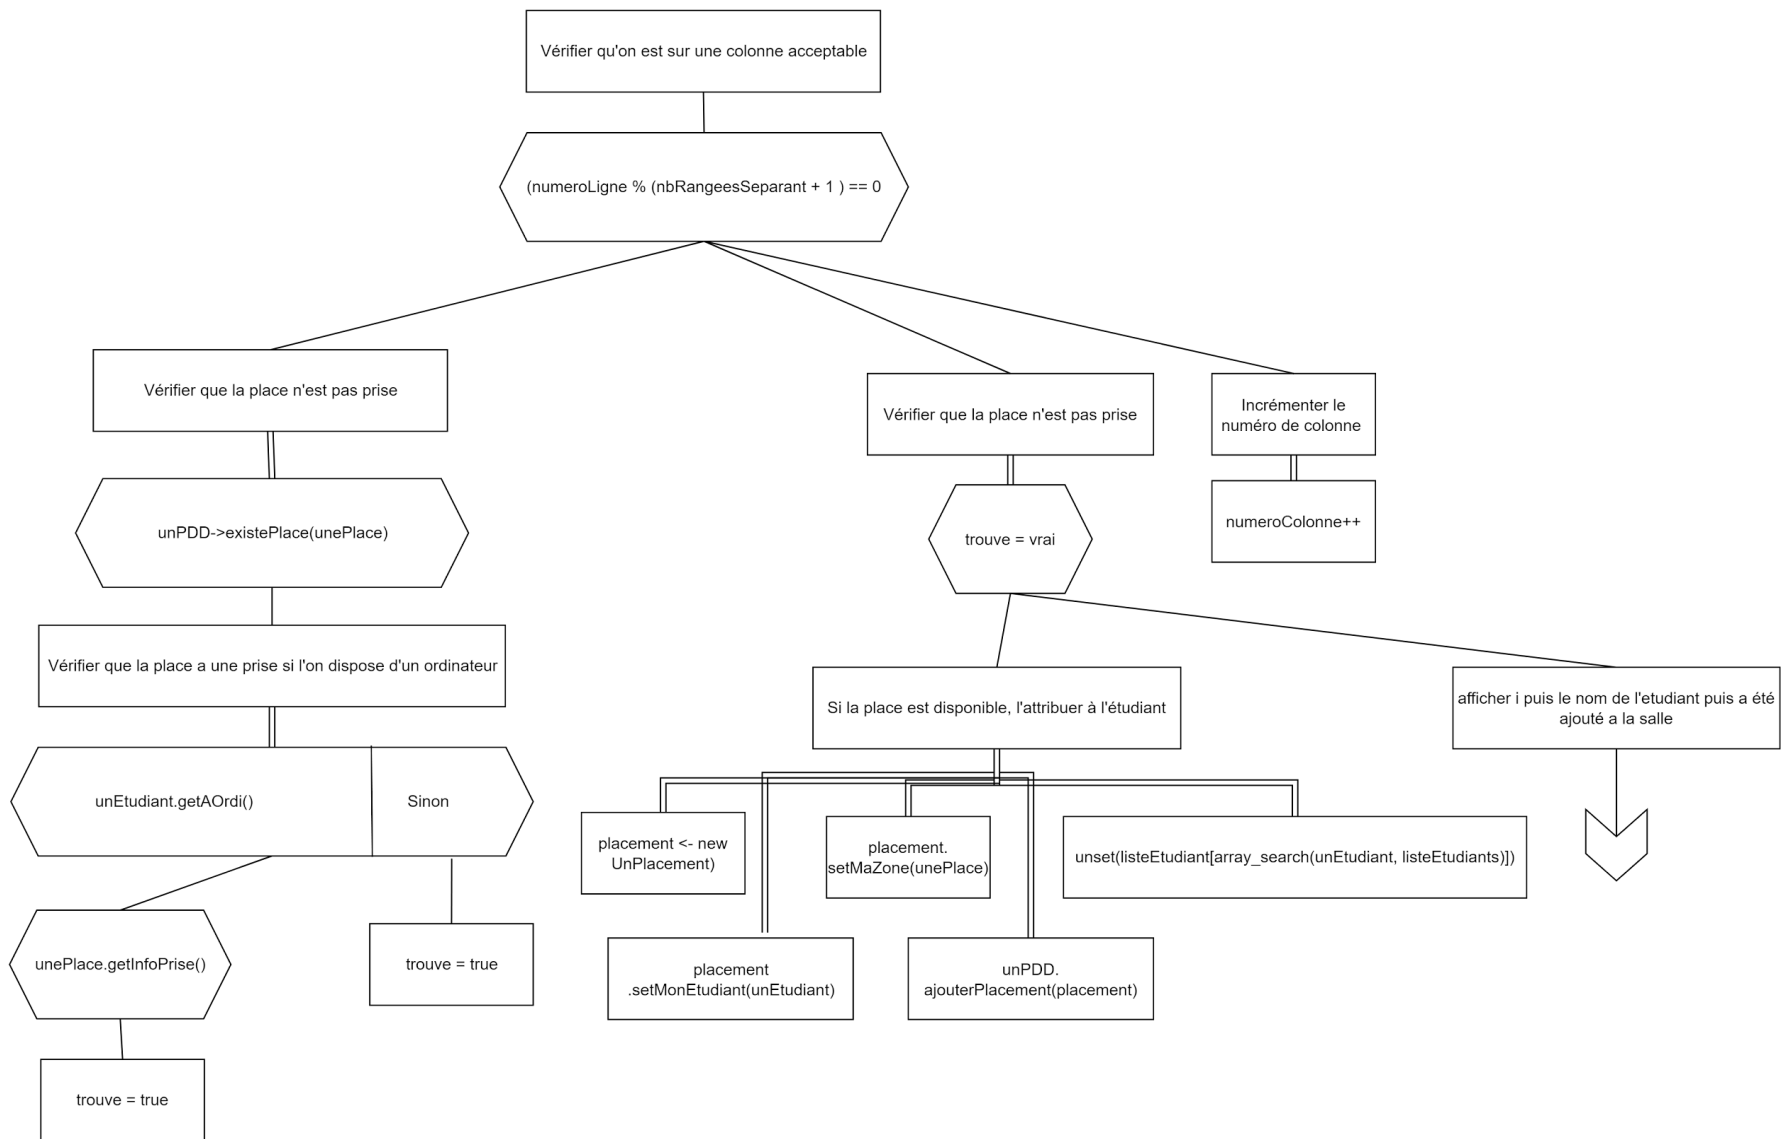 Vérifier qu'on est sur une colonne acceptable
(numeroLigne % (nbRangeesSeparant + 1 ) == 0
Vérifier que la place n'est pas prise
Vérifier que la place n'est pas prise
Incrémenter le
numéro de colonne
unPDD->existePlace(unePlace)
trouve = vrai
numeroColonne++
Vérifier que la place a une prise si l'on dispose d'un ordinateur
Si la place est disponible, l'attribuer à l'étudiant
afficher i puis le nom de l'etudiant puis a été
ajouté a la salle
unEtudiant.getAOrdi()
Sinon
placement <- new
UnPlacement)
placement.
setMaZone(unePlace)
unset(listeEtudiant[array_search(unEtudiant, listeEtudiants)])
unePlace.getInfoPrise()
trouve = true
placement
.setMonEtudiant(unEtudiant)
unPDD.
ajouterPlacement(placement)
trouve = true